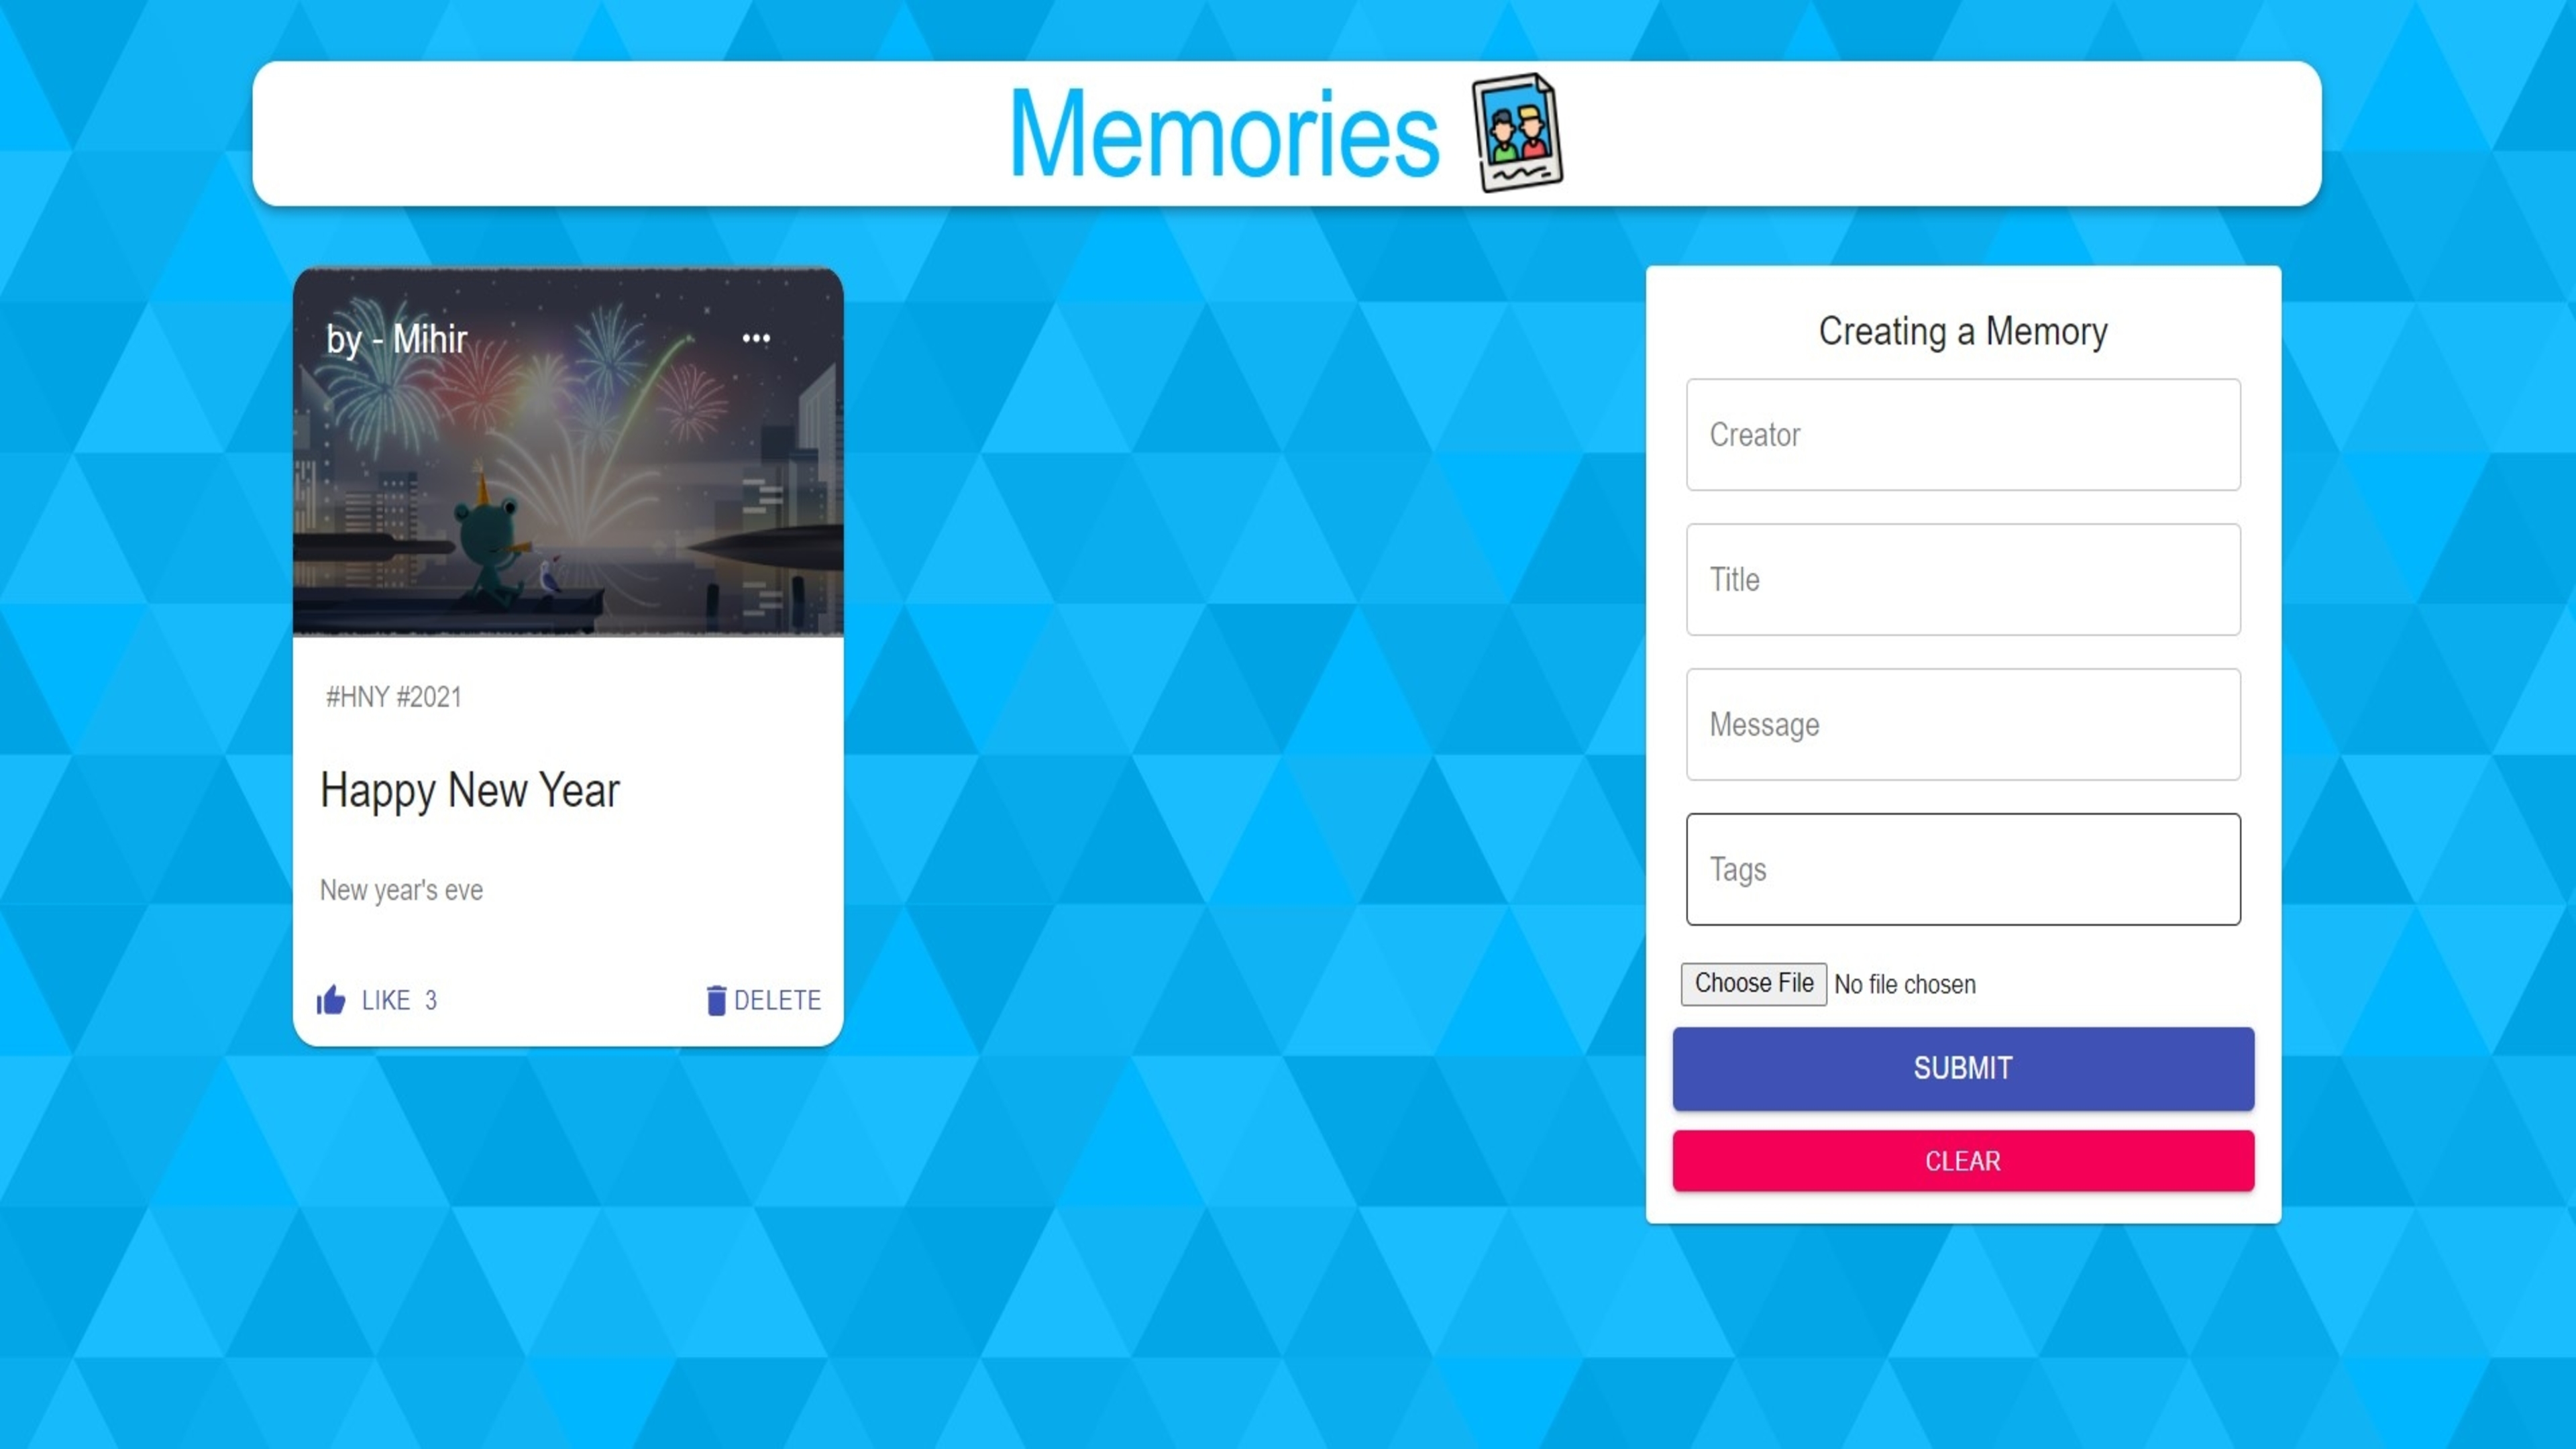 Memories
by - Mihir
#HNY #2021
Happy New Year
New year's eve
LIKE 3
DELETE
Creating a Memory
Creator
Title
Message
Tags
Choose File No file chosen
SUBMIT
CLEAR